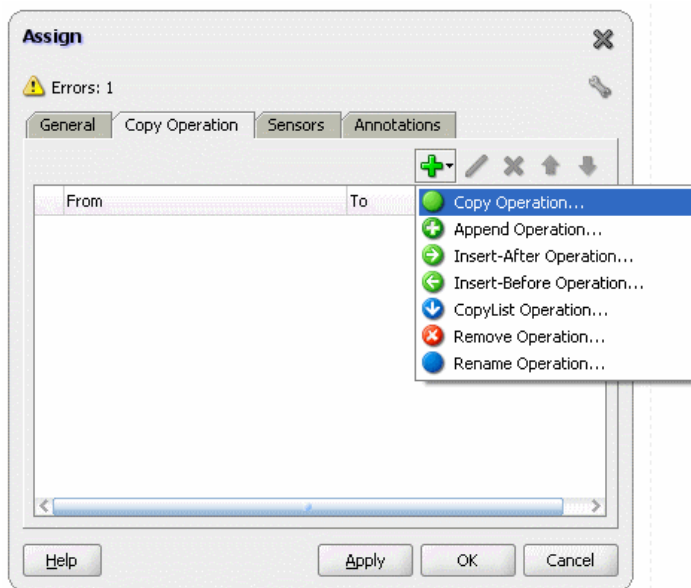 Assign
Errors: 1
General Copy Operation Sensors Annotations
From To
Copy Operation...
Append Operation...
Insert-After Operation...
Insert-Before Operation...
CopyList Operation...
Remove Operation...
Rename Operation...
Help Apply OK Cancel